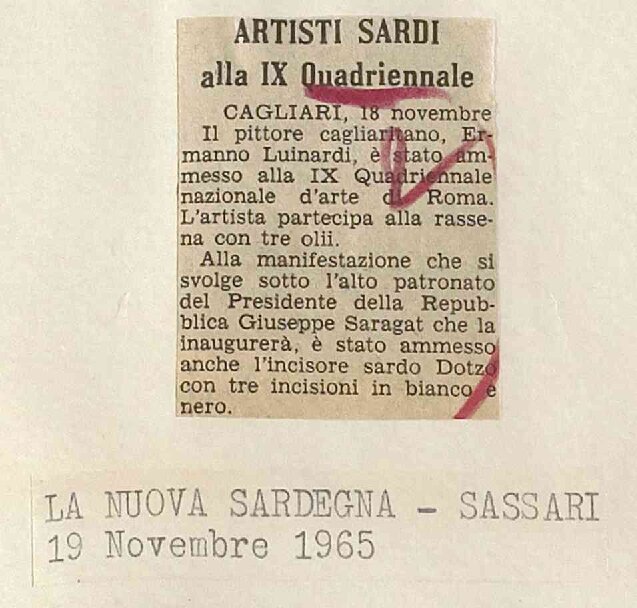 ARTISTI SARDI
alla IX Quadriennale
CAGLIARI, 18 novembre
Il pittore cagliaritano, Er-
manno Luinardi, è stato am-
messo alla IX Quadriennale
nazionale d'arte di Roma.
L'artista partecipa alla rasse-
na con tre olii.
Alla manifestazione che si
svolge sotto l'alto patronato
del Presidente della Repub-
blica Giuseppe Saragat che la
inaugurerà, è stato ammesso
anche l'incisore sardo Dotzo
con tre incisioni in bianco e
nero.
LA NUOVA SARDEGNA - SASSARI
19 Novembre 1965